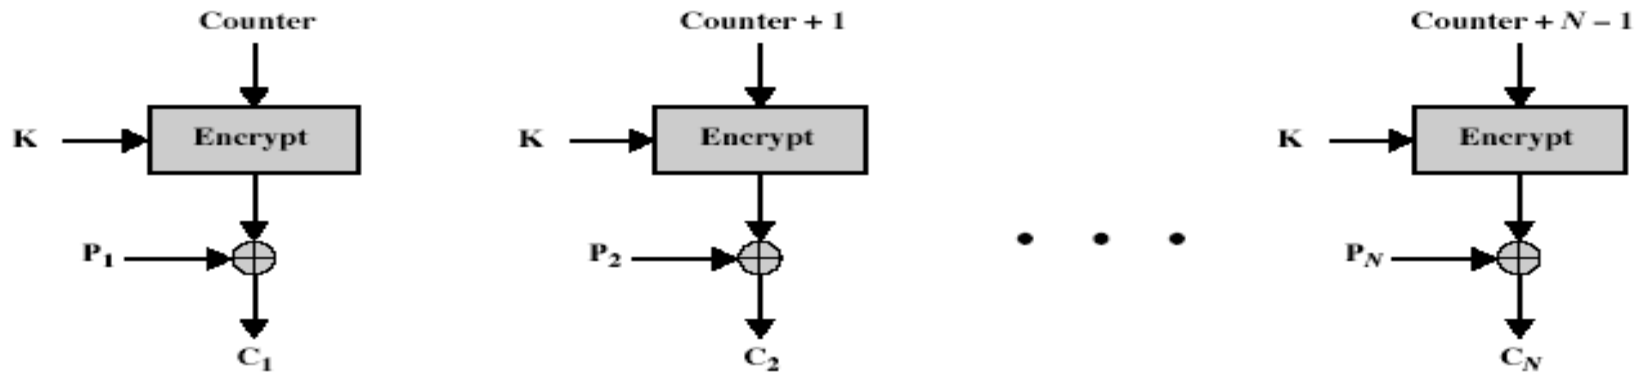 Counter Counter + 1 Counter + N – 1
K Encrypt K Encrypt K Encrypt
P1 P2 PN
C1 C2 CN